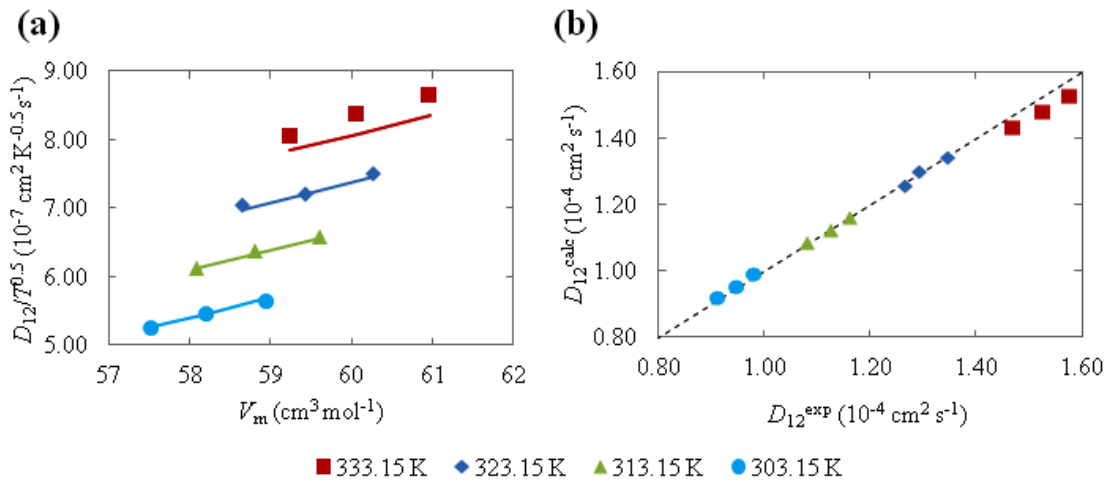 (a)
D₁₂/T⁰·⁵ (10⁻⁷ cm² K⁻⁰·⁵ s⁻¹)
9.00
8.00
7.00
6.00
5.00
57 58 59 60 61 62
Vₘ (cm³ mol⁻¹)
(b)
D₁₂ᶜᵃˡᶜ (10⁻⁴ cm² s⁻¹)
1.60
1.40
1.20
1.00
0.80
0.80 1.00 1.20 1.40 1.60
D₁₂ᵉˣᵖ (10⁻⁴ cm² s⁻¹)
333.15 K 323.15 K 313.15 K 303.15 K